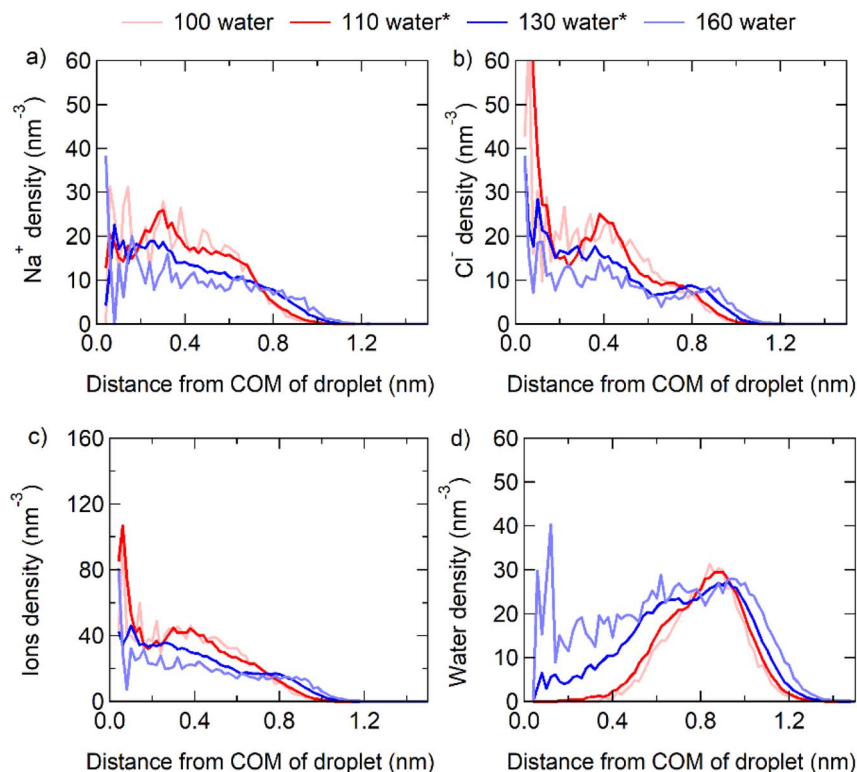 100 water 110 water* 130 water* 160 water
a) b)
60 60
50 50
40 40
30 30
20 20
10 10
0 0
Na⁺ density (nm⁻³) Cl⁻ density (nm⁻³)
0.0 0.4 0.8 1.2 0.0 0.4 0.8 1.2
Distance from COM of droplet (nm) Distance from COM of droplet (nm)
c) d)
160 60
50
120 40
80 30
20
40 10
0 0
Ions density (nm⁻³) Water density (nm⁻³)
0.0 0.4 0.8 1.2 0.0 0.4 0.8 1.2
Distance from COM of droplet (nm) Distance from COM of droplet (nm)